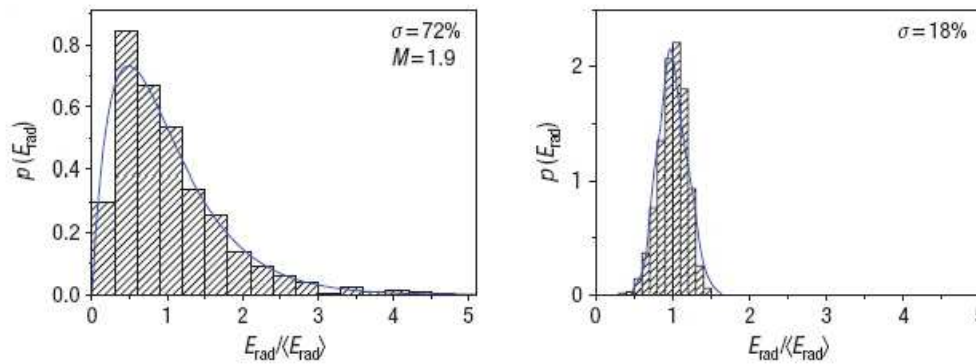 σ=72%
M=1.9
0.8
0.6
0.4
0.2
0.0
p(E_rad)
0 1 2 3 4 5
E_rad/⟨E_rad⟩
σ=18%
2
1
0
p(E_rad)
0 1 2 3 4 5
E_rad/⟨E_rad⟩